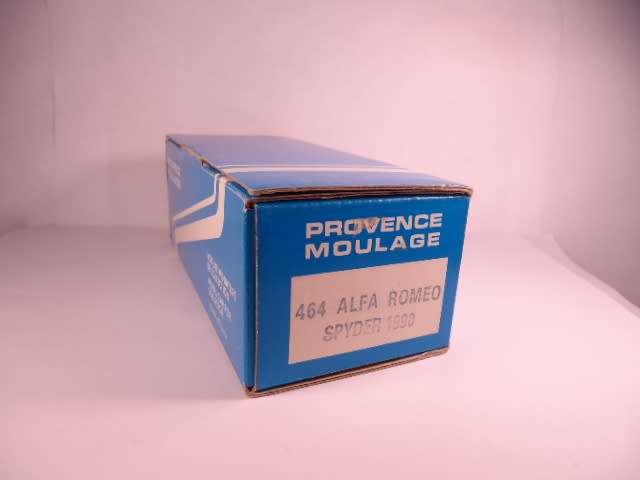 PROVENCE
MOULAGE
464 ALFA ROMEO
SPYDER 1990